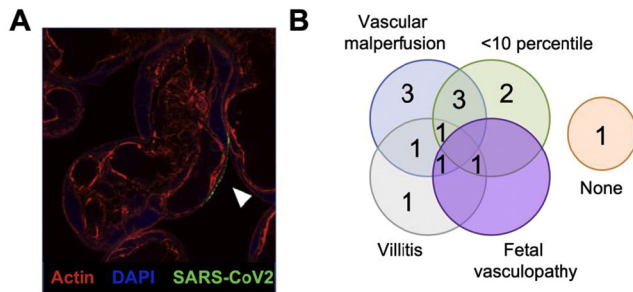 A
Actin DAPI SARS-CoV2
B
Vascular
malperfusion
<10 percentile
3
3
2
1
1
1
1
1
1
None
Villitis
Fetal
vasculopathy